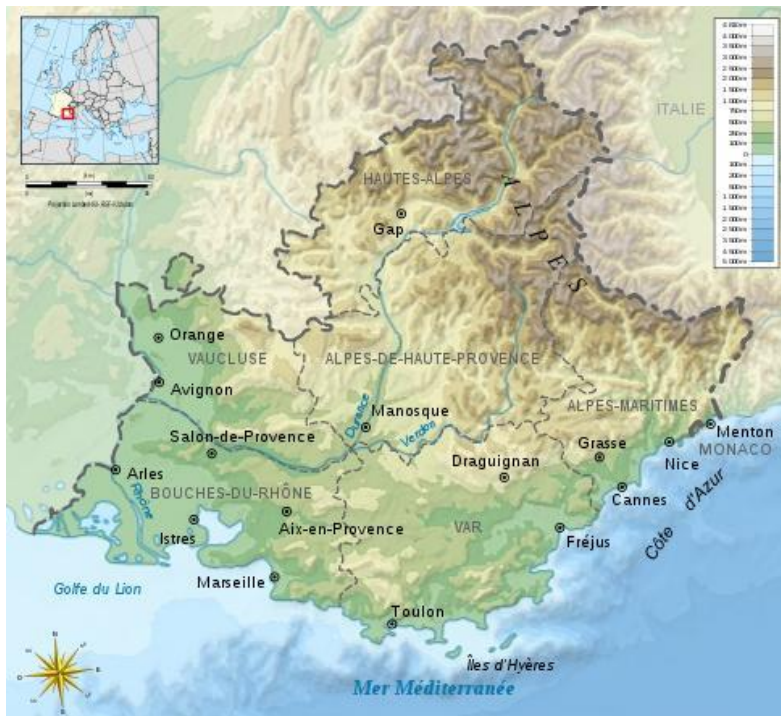 ITALIE
HAUTES-ALPES
ALPES
Gap
Orange
VAUCLUSE
ALPES-DE-HAUTE-PROVENCE
Avignon
Durance
Manosque
Verdon
ALPES-MARITIMES
Salon-de-Provence
Grasse
Menton
MONACO
Nice
Draguignan
Arles
Rhône
BOUCHES-DU-RHÔNE
Cannes
Côte d'Azur
Istres
Aix-en-Provence
VAR
Fréjus
Golfe du Lion
Marseille
Toulon
Îles d'Hyères
Mer Méditerranée